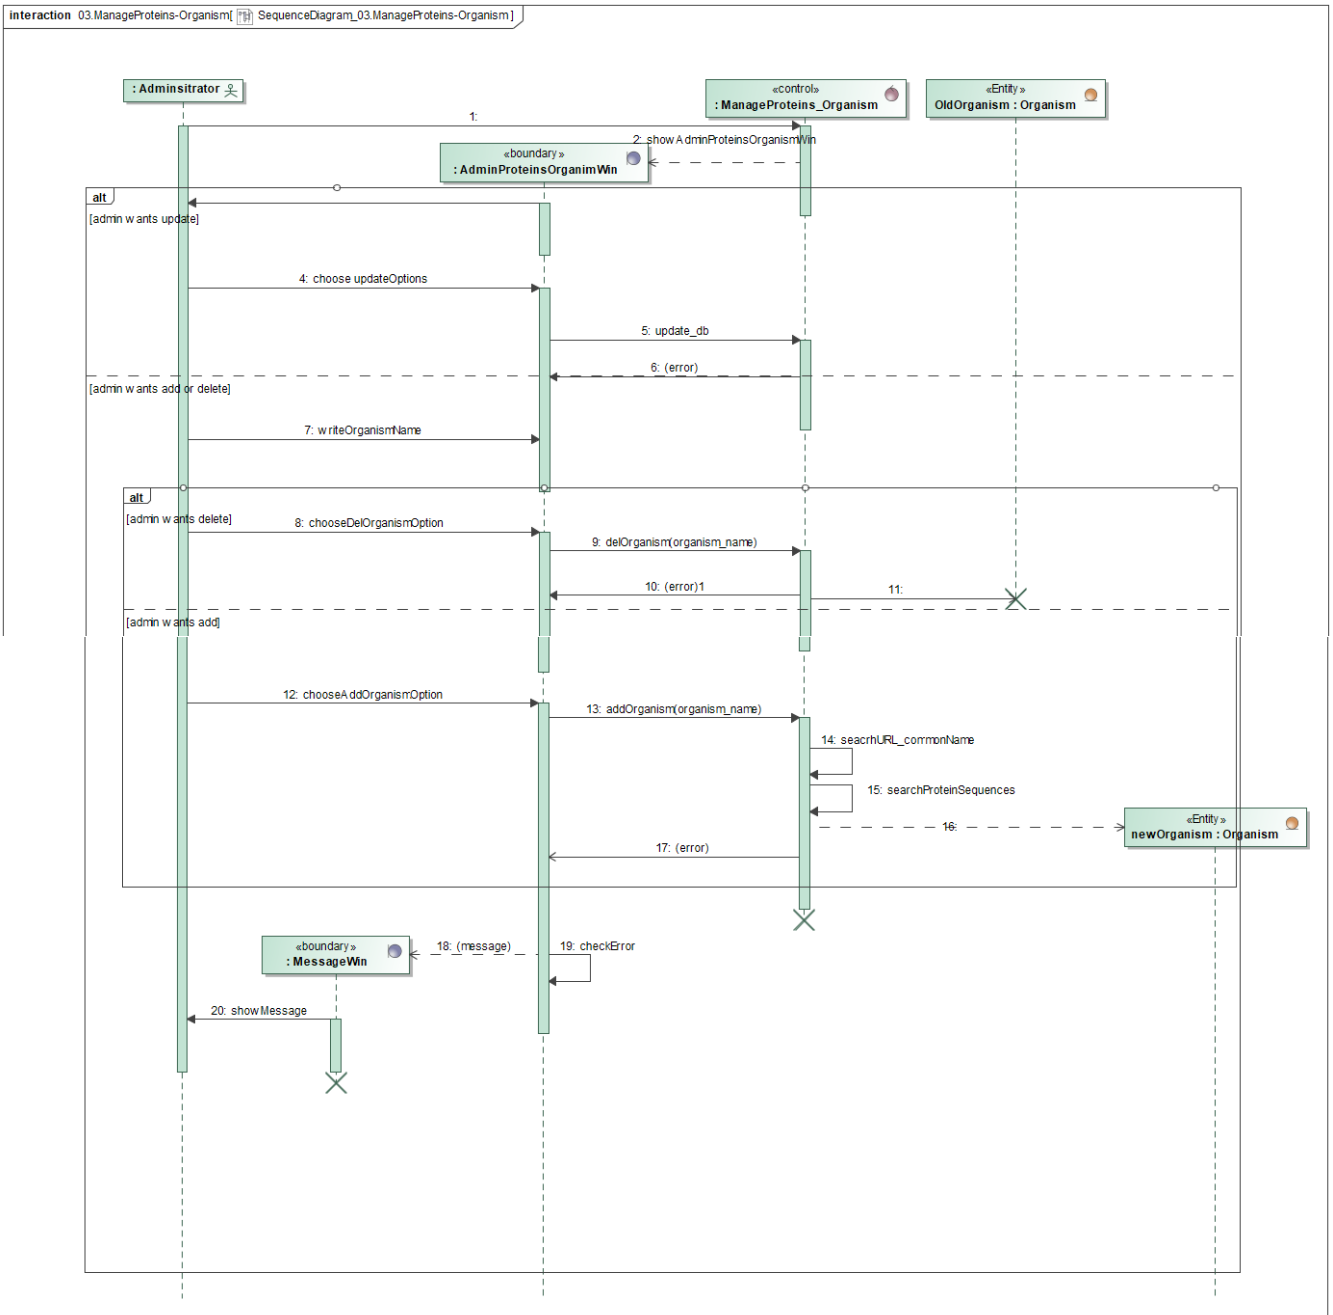 interaction 03.ManageProteins-Organism[ SequenceDiagram_03.ManageProteins-Organism ]
: Adminsitrator
«control»
: ManageProteins_Organism
«Entity»
OldOrganism : Organism
1:
2: showAdminProteinsOrganismWin
«boundary»
: AdminProteinsOrganimWin
alt
[admin wants update]
4: choose updateOptions
5: update_db
6: (error)
[admin wants add or delete]
7: writeOrganismName
alt
[admin wants delete]
8: chooseDelOrganismOption
9: delOrganism(organism_name)
10: (error)1
11:
[admin wants add]
12: chooseAddOrganismOption
13: addOrganism(organism_name)
14: seacrhURL_commonName
15: searchProteinSequences
16:
«Entity»
newOrganism : Organism
17: (error)
«boundary»
: MessageWin
18: (message)
19: checkError
20: showMessage